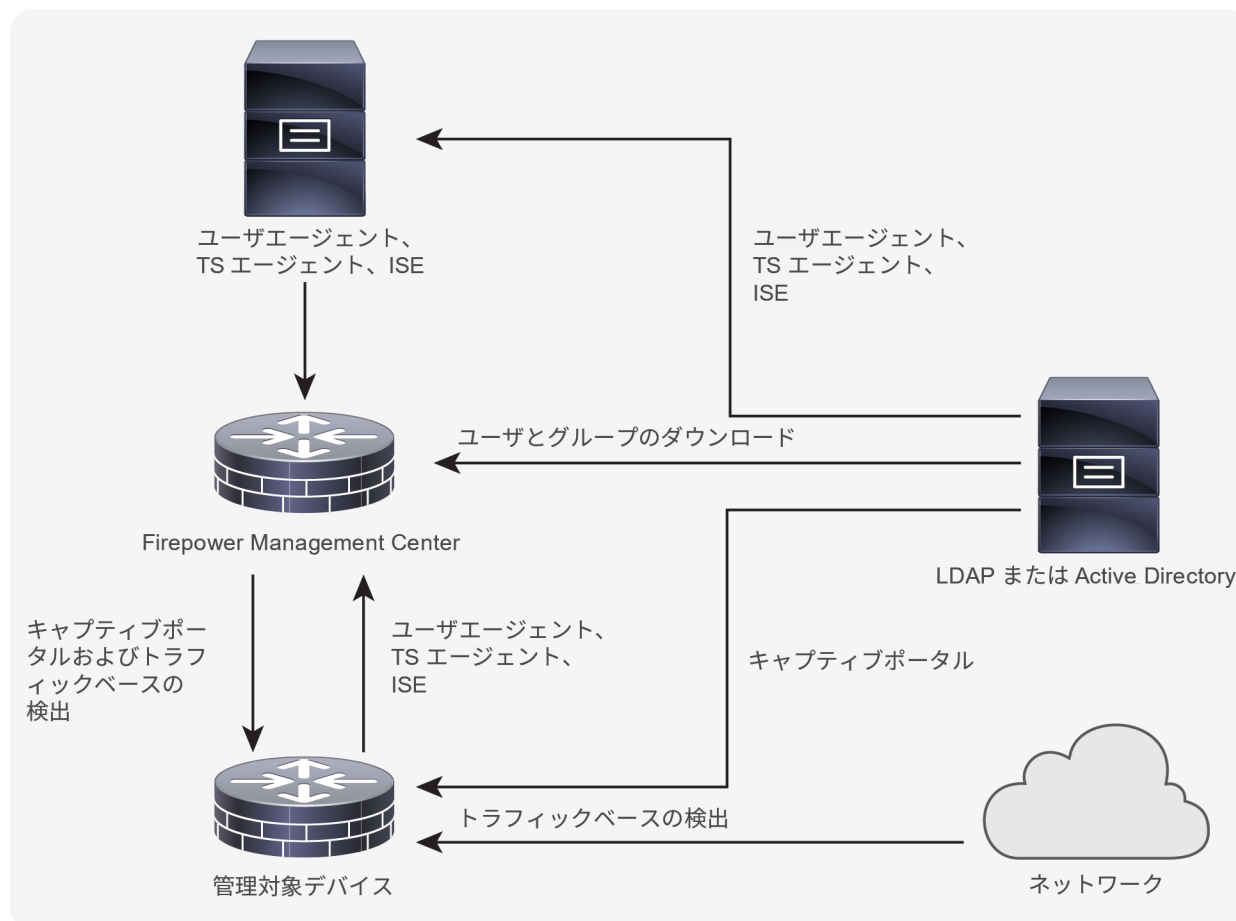 ユーザエージェント、
TS エージェント、ISE
ユーザエージェント、
TS エージェント、
ISE
ユーザとグループのダウンロード
Firepower Management Center
LDAP または Active Directory
キャプティブポー
タルおよびトラフ
ィックベースの
検出
ユーザエージェント、
TS エージェント、
ISE
キャプティブポータル
トラフィックベースの検出
管理対象デバイス
ネットワーク